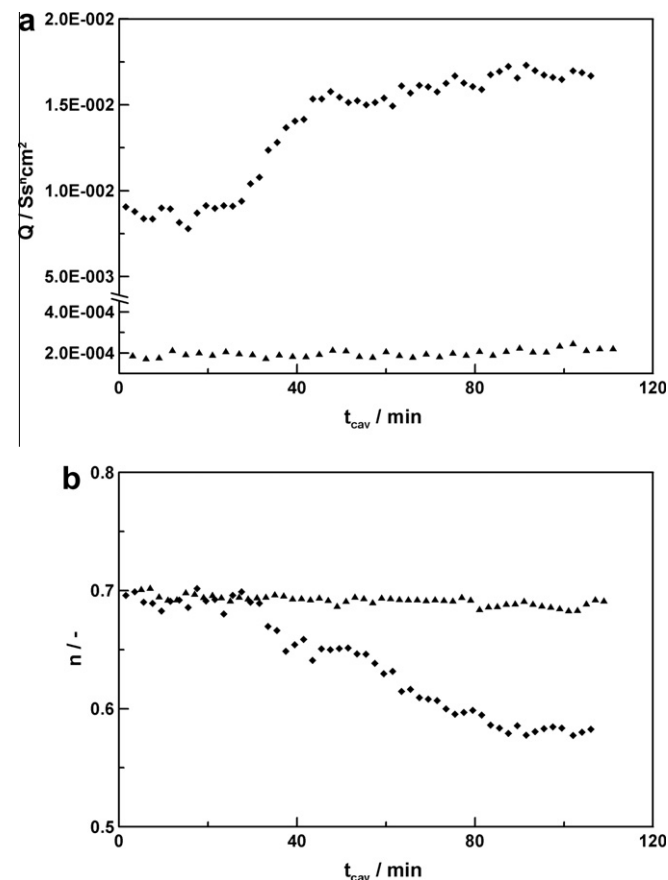 a
2.0E-002
1.5E-002
1.0E-002
5.0E-003
4.0E-004
2.0E-004
Q / Ssⁿcm²
0 40 80 120
t_cav / min
b
0.8
0.7
0.6
0.5
n / -
0 40 80 120
t_cav / min